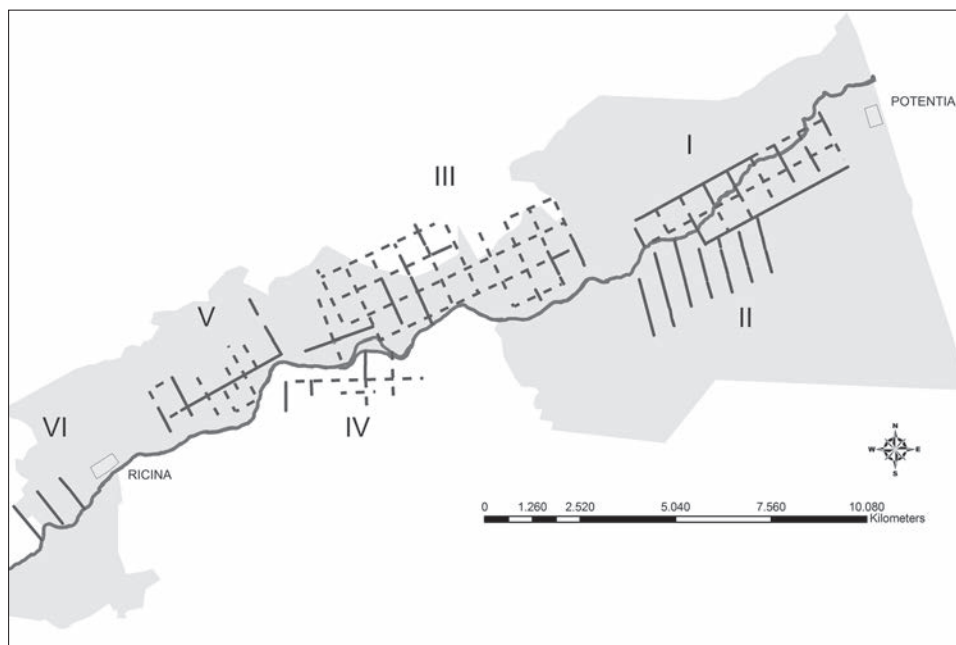 POTENTIA
I
III
II
V
IV
VI
RICINA
N
W E
S
0 1.260 2.520 5.040 7.560 10.080
Kilometers